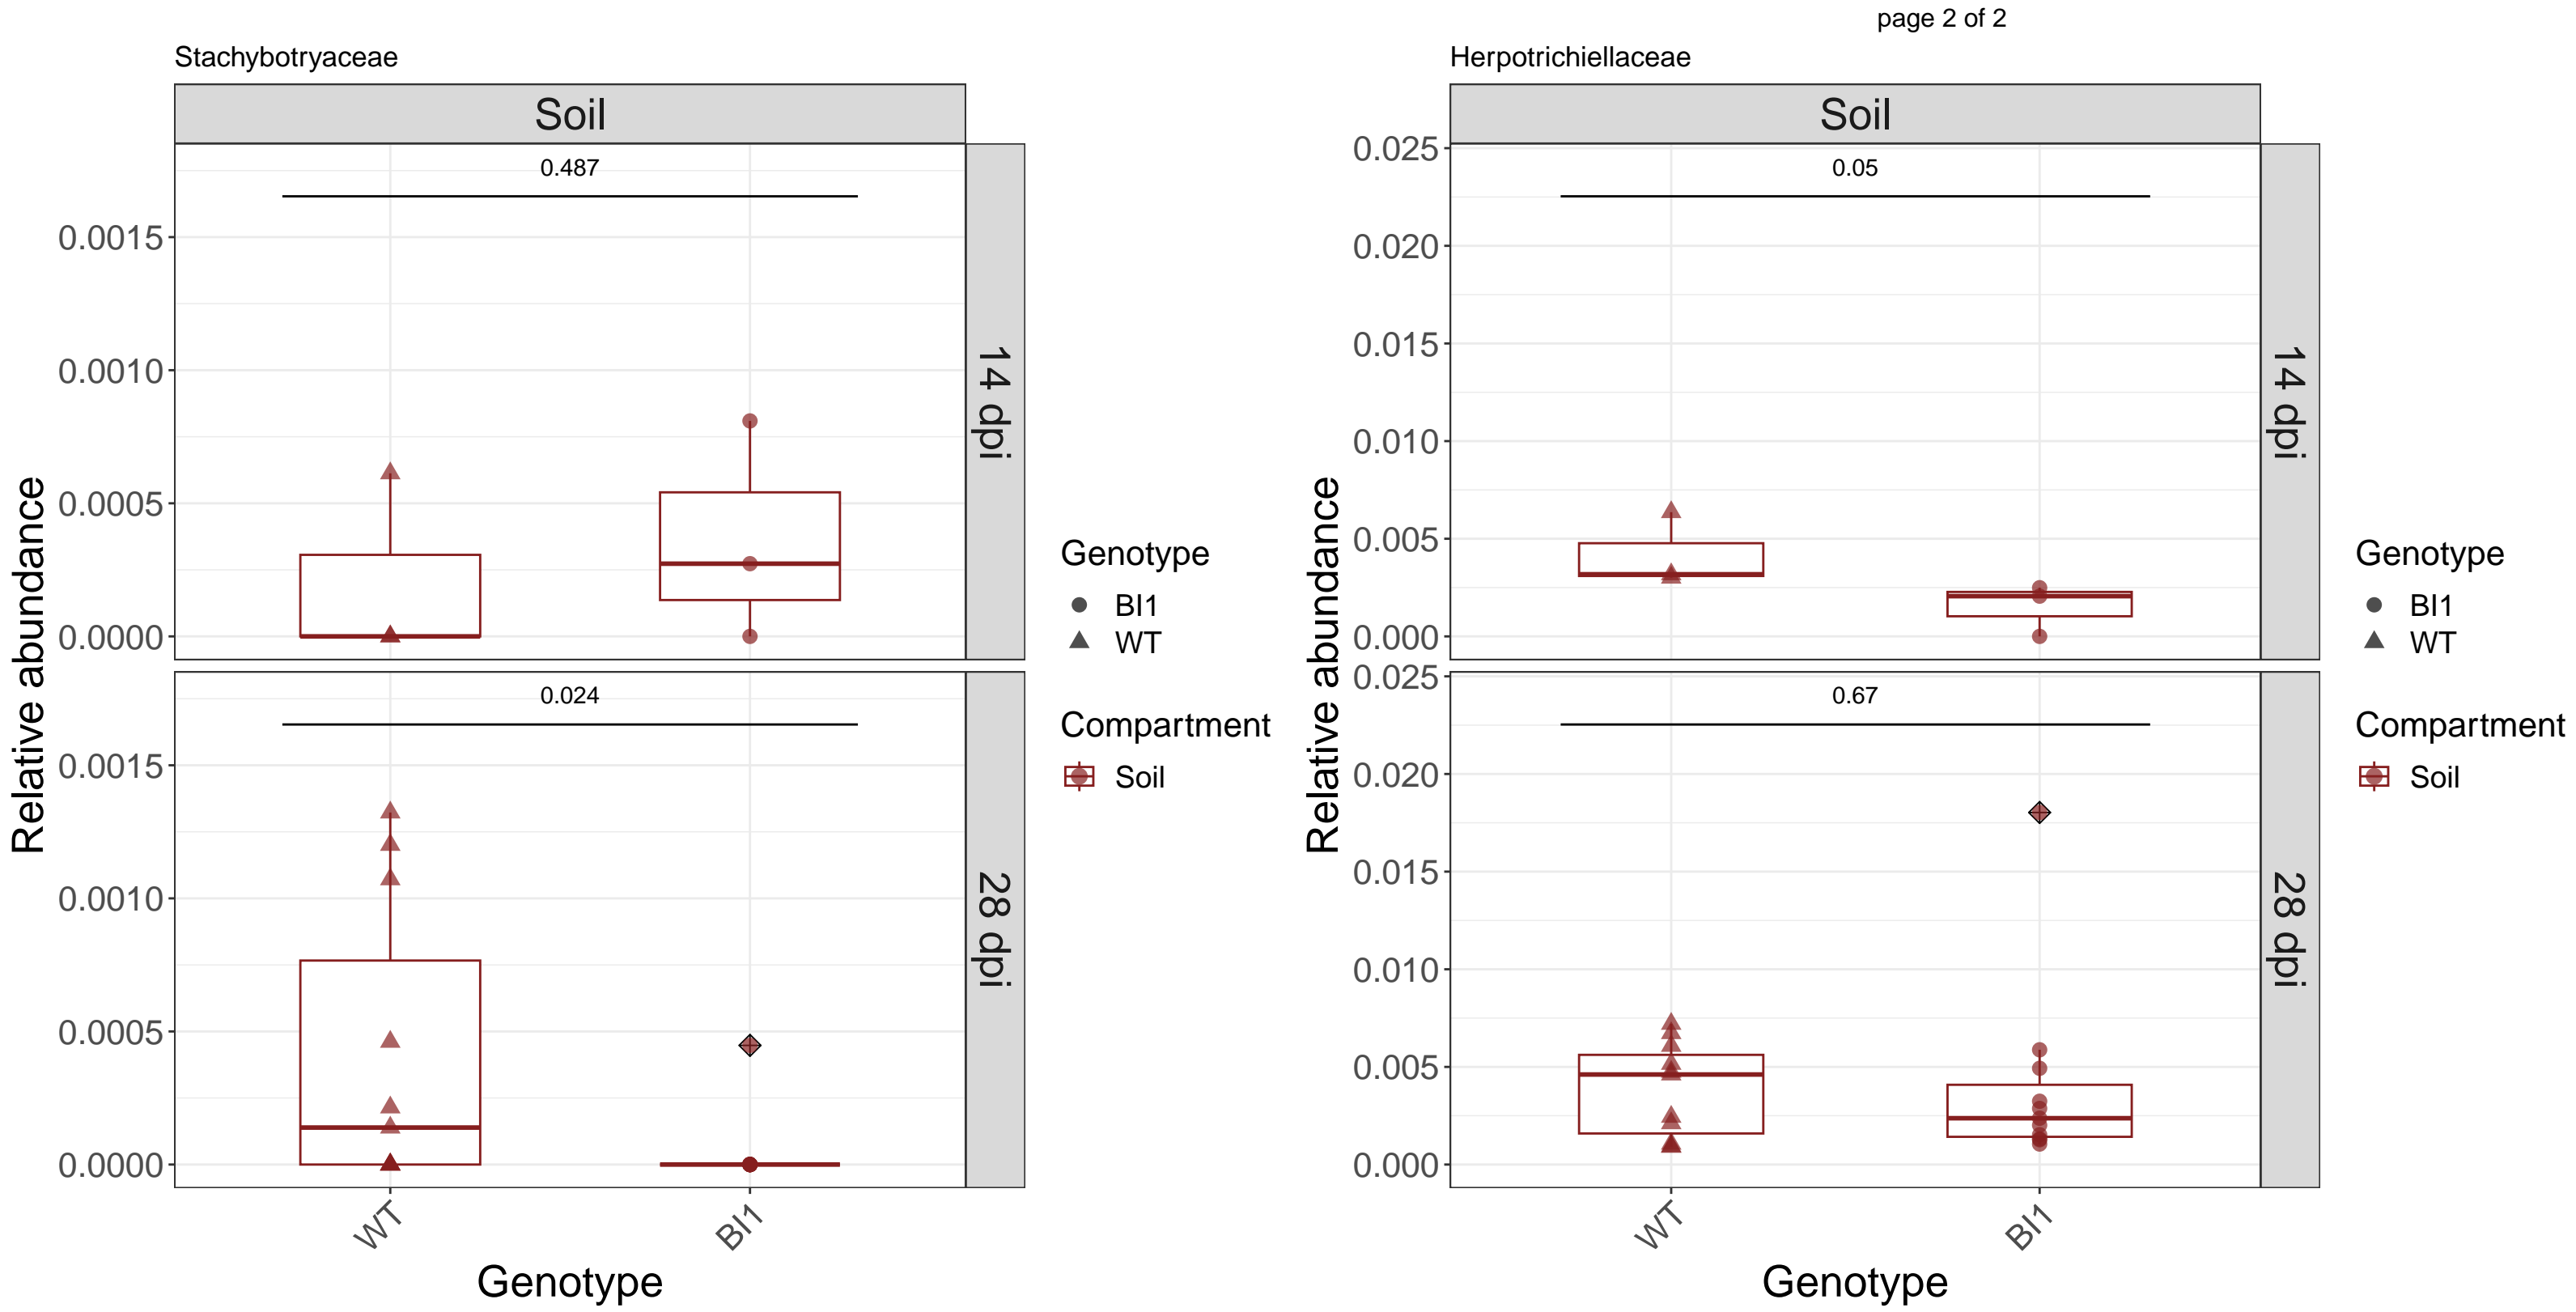 page 2 of 2
Stachybotryaceae
Soil
0.487
0.0015
0.0010
0.0005
0.0000
14 dpi
0.024
0.0015
0.0010
0.0005
0.0000
28 dpi
Relative abundance
WT
BI1
Genotype
Genotype
BI1
WT
Compartment
Soil
Herpotrichiellaceae
Soil
0.05
0.025
0.020
0.015
0.010
0.005
0.000
14 dpi
0.67
0.025
0.020
0.015
0.010
0.005
0.000
28 dpi
Relative abundance
WT
BI1
Genotype
Genotype
BI1
WT
Compartment
Soil